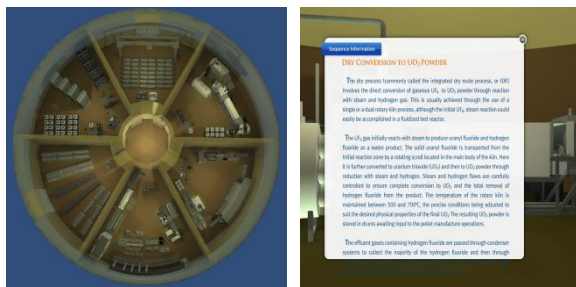 Sequence Information
DRY CONVERSION TO UO₂ POWDER
The dry process (commonly called the integrated dry route process, or IDR)
involves the direct conversion of gaseous UF₆ to UO₂ powder through reaction
with steam and hydrogen gas. This is usually achieved through the use of a
single or a dual rotary kiln process, although the initial UF₆ steam reaction could
easily be accomplished in a fluidized bed reactor.
The UF₆ gas initially reacts with steam to produce uranyl fluoride and hydrogen
fluoride as a waste product. The solid uranyl fluoride is transported from the
initial reaction zone by a rotating scroll located in the main body of the kiln. Here
it is further converted to uranium trioxide (UO₃) and then to UO₂ powder through
reduction with steam and hydrogen. Steam and hydrogen flows are carefully
controlled to ensure complete conversion to UO₂ and the total removal of
hydrogen fluoride from the product. The temperature of the rotary kiln is
maintained between 500 and 700°C, the precise conditions being adjusted to
suit the desired physical properties of the final UO₂. The resulting UO₂ powder is
stored in drums awaiting input to the pellet manufacture operations.
The effluent gases containing hydrogen fluoride are passed through condenser
systems to collect the majority of the hydrogen fluoride and then through